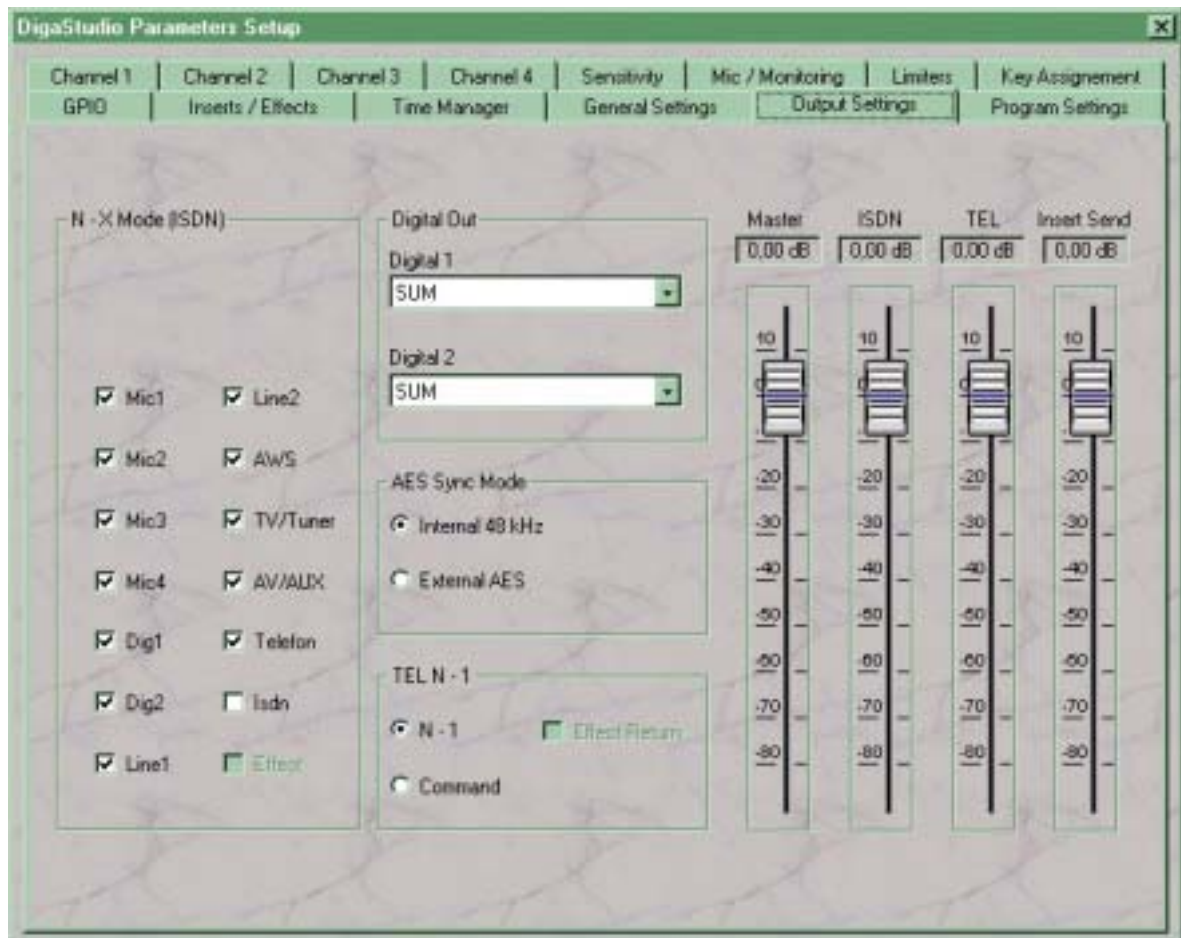 DigaStudio Parameters Setup
Channel 1 Channel 2 Channel 3 Channel 4 Sensitivity Mic / Monitoring Limiters Key Assignement
GPIO Inserts / Effects Time Manager General Settings Output Settings Program Settings
N - X Mode (ISDN)
Mic1 Line2
Mic2 AWS
Mic3 TV/Tuner
Mic4 AV/AUX
Dig1 Telefon
Dig2 Isdn
Line1 Effect
Digital Out
Digital 1
SUM
Digital 2
SUM
AES Sync Mode
Internal 48 kHz
External AES
TEL N - 1
N - 1 Effect Return
Command
Master ISDN TEL Insert Send
0,00 dB 0,00 dB 0,00 dB 0,00 dB
10 10 10 10
-20 -20 -20 -20
-30 -30 -30 -30
-40 -40 -40 -40
-50 -50 -50 -50
-60 -60 -60 -60
-70 -70 -70 -70
-80 -80 -80 -80